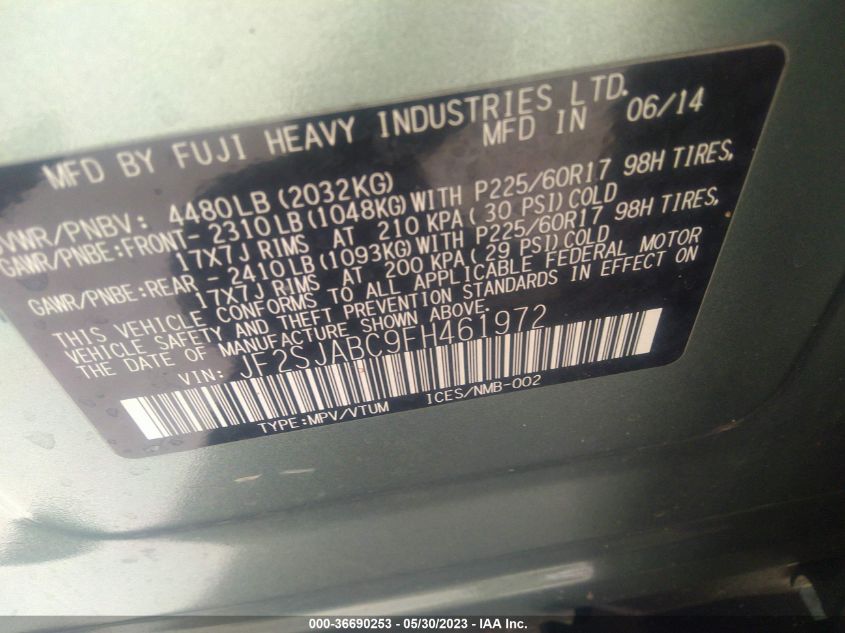 MFD BY FUJI HEAVY INDUSTRIES LTD.
MFD IN 06/14
VWR/PNBV: 4480LB(2032KG)
GAWR/PNBE:FRONT- 2310LB(1048KG)WITH P225/60R17 98H TIRES,
17X7J RIMS AT 210 KPA(30 PSI)COLD
GAWR/PNBE:REAR - 2410LB(1093KG)WITH P225/60R17 98H TIRES,
17X7J RIMS AT 200 KPA(29 PSI)COLD
THIS VEHICLE CONFORMS TO ALL APPLICABLE FEDERAL MOTOR
VEHICLE SAFETY AND THEFT PREVENTION STANDARDS IN EFFECT ON
THE DATE OF MANUFACTURE SHOWN ABOVE.
VIN: JF2SJABC9FH461972
TYPE:MPV/VTUM ICES/NMB-002
000-36690253 - 05/30/2023 - IAA Inc.